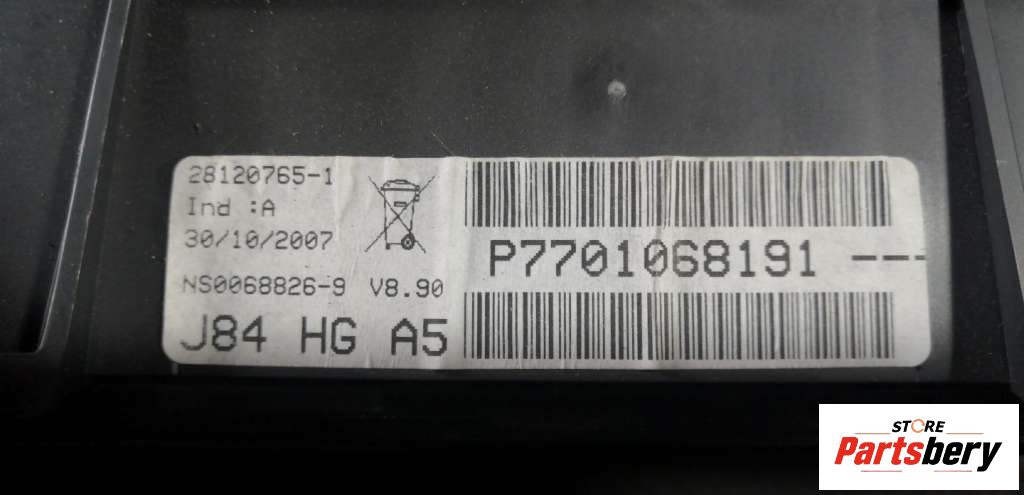 28120765-1
Ind :A
30/10/2007
NS0068826-9 V8.90
J84 HG A5
P7701068191 ---
STORE
Partsbery